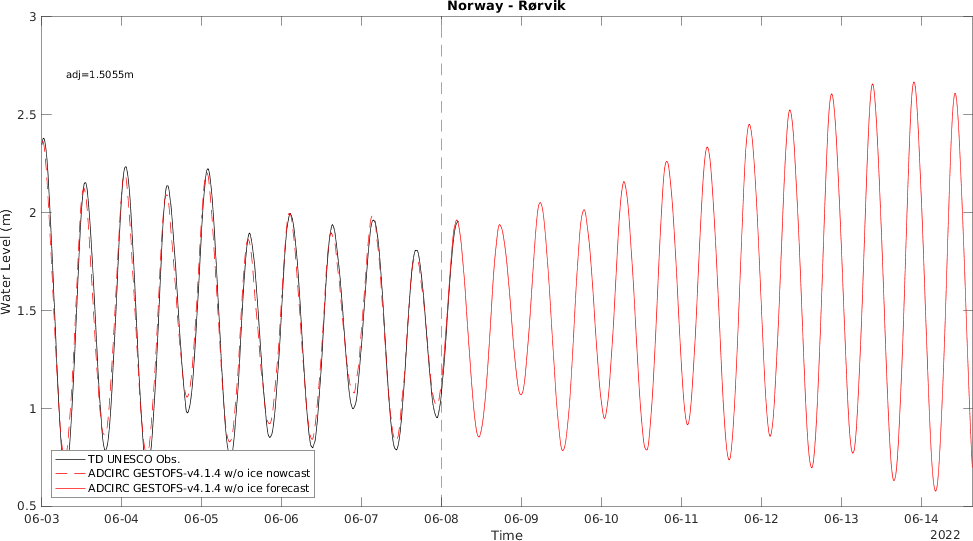 Norway - Rørvik
3
adj=1.5055m
2.5
2
Water Level (m)
1.5
1
TD UNESCO Obs.
ADCIRC GESTOFS-v4.1.4 w/o ice nowcast
ADCIRC GESTOFS-v4.1.4 w/o ice forecast
0.5
06-03 06-04 06-05 06-06 06-07 06-08 06-09 06-10 06-11 06-12 06-13 06-14
Time
2022